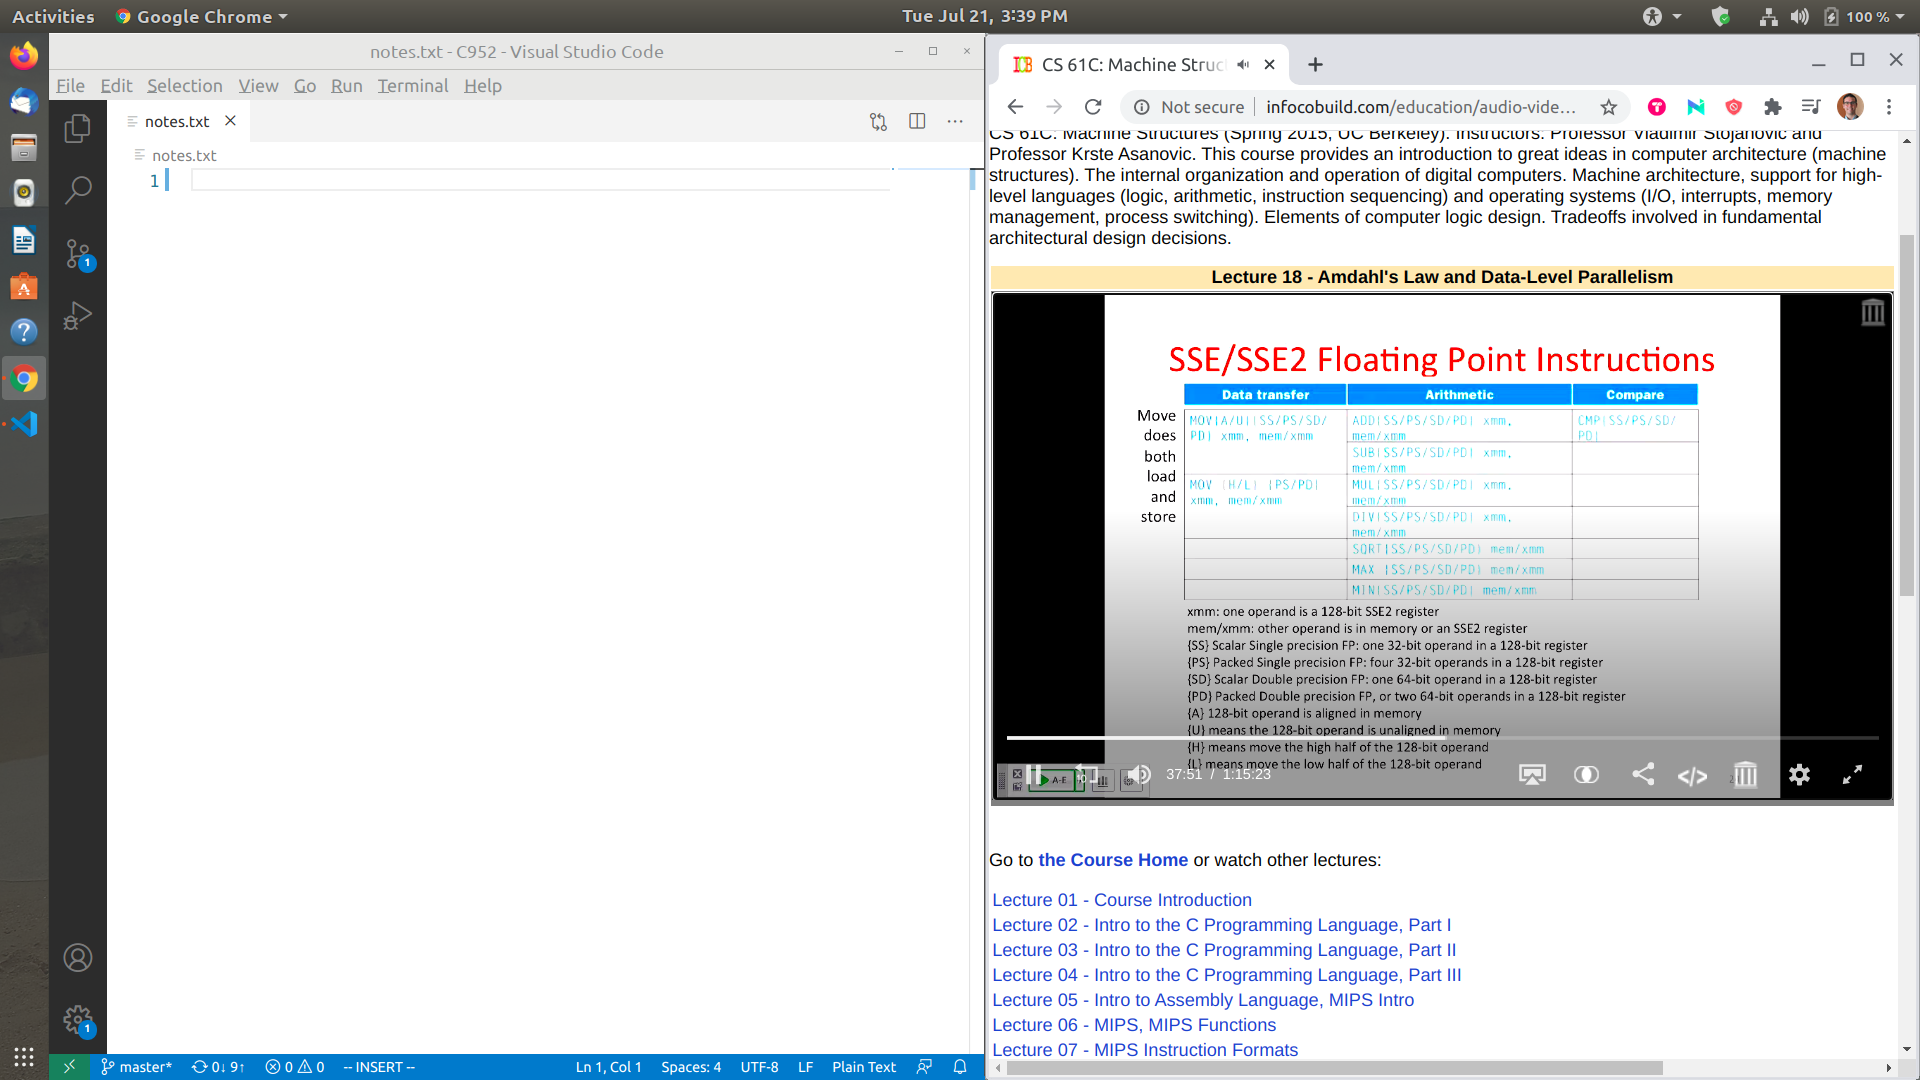 Activities
Google Chrome
Tue Jul 21, 3:39 PM
100 %
notes.txt - C952 - Visual Studio Code
File Edit Selection View Go Run Terminal Help
notes.txt
notes.txt
1
1
1
master*
0↓ 9↑
0 0
-- INSERT --
Ln 1, Col 1
Spaces: 4
UTF-8
LF
Plain Text
CS 61C: Machine Struc
Not secure
infocobuild.com/education/audio-vide...
CS 61C: Machine Structures (Spring 2015, UC Berkeley). Instructors: Professor Vladimir Stojanovic and
Professor Krste Asanovic. This course provides an introduction to great ideas in computer architecture (machine
structures). The internal organization and operation of digital computers. Machine architecture, support for high-
level languages (logic, arithmetic, instruction sequencing) and operating systems (I/O, interrupts, memory
management, process switching). Elements of computer logic design. Tradeoffs involved in fundamental
architectural design decisions.
Lecture 18 - Amdahl's Law and Data-Level Parallelism
SSE/SSE2 Floating Point Instructions
Data transfer Arithmetic Compare
Move
does
both
load
and
store
MOV{A/U}{SS/PS/SD/
PD} xmm, mem/xmm
MOV {H/L} {PS/PD}
xmm, mem/xmm
ADD{SS/PS/SD/PD} xmm,
mem/xmm
SUB{SS/PS/SD/PD} xmm,
mem/xmm
MUL{SS/PS/SD/PD} xmm,
mem/xmm
DIV{SS/PS/SD/PD} xmm,
mem/xmm
SQRT{SS/PS/SD/PD} mem/xmm
MAX {SS/PS/SD/PD} mem/xmm
MIN{SS/PS/SD/PD} mem/xmm
CMP{SS/PS/SD/
PD}
xmm: one operand is a 128-bit SSE2 register
mem/xmm: other operand is in memory or an SSE2 register
{SS} Scalar Single precision FP: one 32-bit operand in a 128-bit register
{PS} Packed Single precision FP: four 32-bit operands in a 128-bit register
{SD} Scalar Double precision FP: one 64-bit operand in a 128-bit register
{PD} Packed Double precision FP, or two 64-bit operands in a 128-bit register
{A} 128-bit operand is aligned in memory
{U} means the 128-bit operand is unaligned in memory
{H} means move the high half of the 128-bit operand
{L} means move the low half of the 128-bit operand
A-E
10
37:51 / 1:15:23
Go to the Course Home or watch other lectures:
Lecture 01 - Course Introduction
Lecture 02 - Intro to the C Programming Language, Part I
Lecture 03 - Intro to the C Programming Language, Part II
Lecture 04 - Intro to the C Programming Language, Part III
Lecture 05 - Intro to Assembly Language, MIPS Intro
Lecture 06 - MIPS, MIPS Functions
Lecture 07 - MIPS Instruction Formats